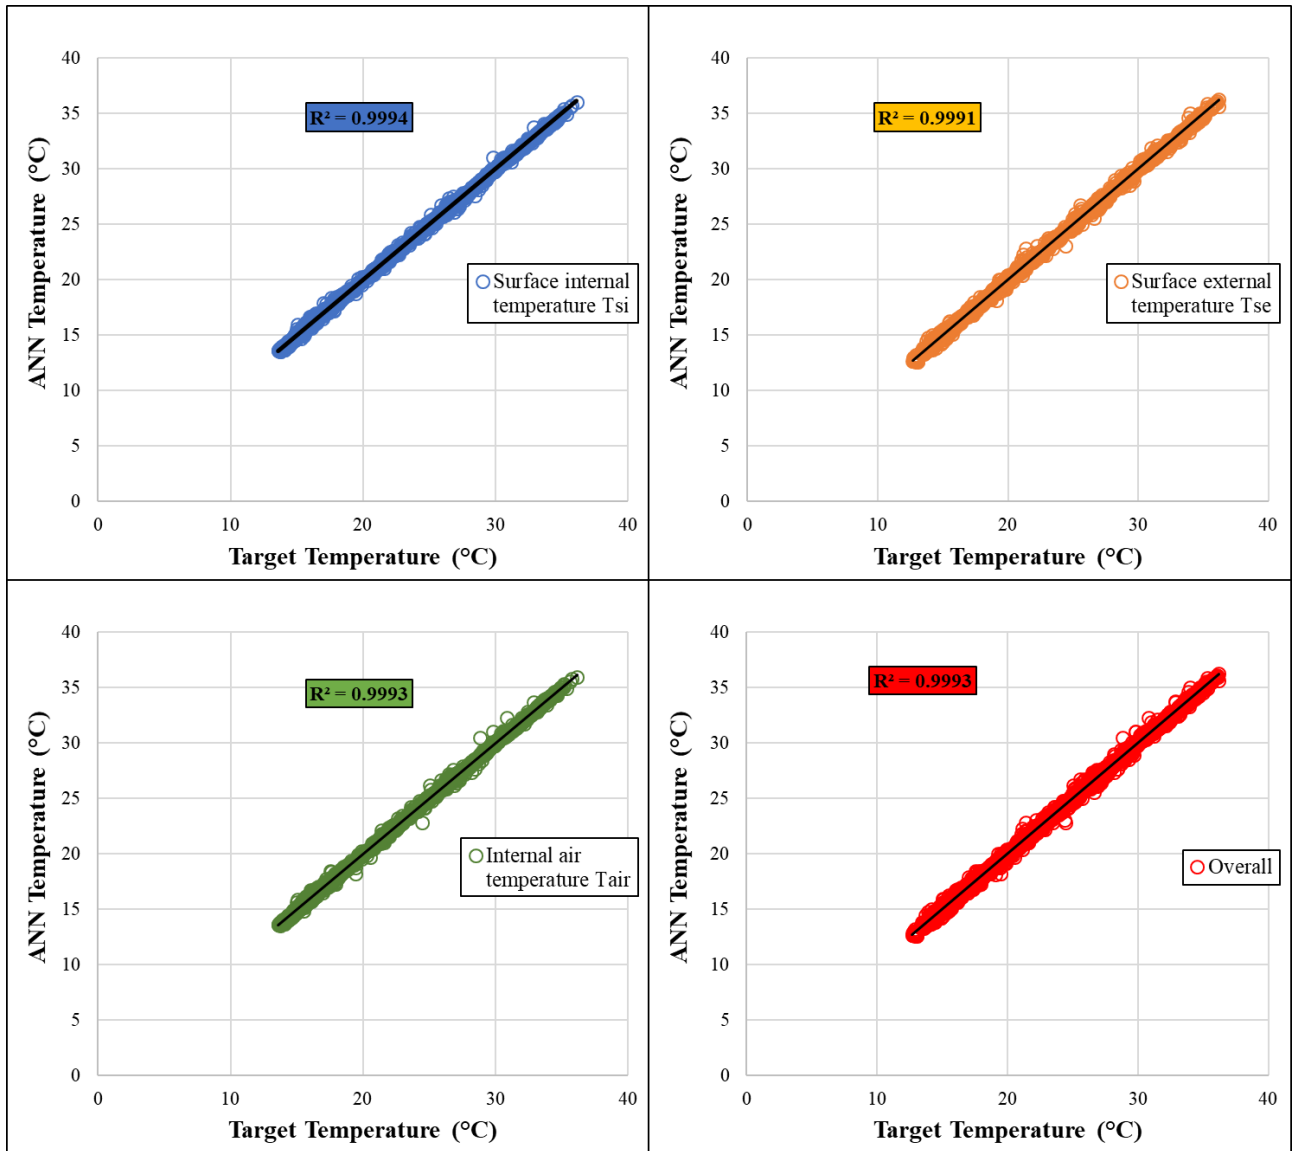 40
35
30
25
20
15
10
5
0
ANN Temperature (°C)
R² = 0.9994
Surface internal
temperature Tsi
0 10 20 30 40
Target Temperature (°C)
40
35
30
25
20
15
10
5
0
ANN Temperature (°C)
R² = 0.9991
Surface external
temperature Tse
0 10 20 30 40
Target Temperature (°C)
40
35
30
25
20
15
10
5
0
ANN Temperature (°C)
R² = 0.9993
Internal air
temperature Tair
0 10 20 30 40
Target Temperature (°C)
40
35
30
25
20
15
10
5
0
ANN Temperature (°C)
R² = 0.9993
Overall
0 10 20 30 40
Target Temperature (°C)